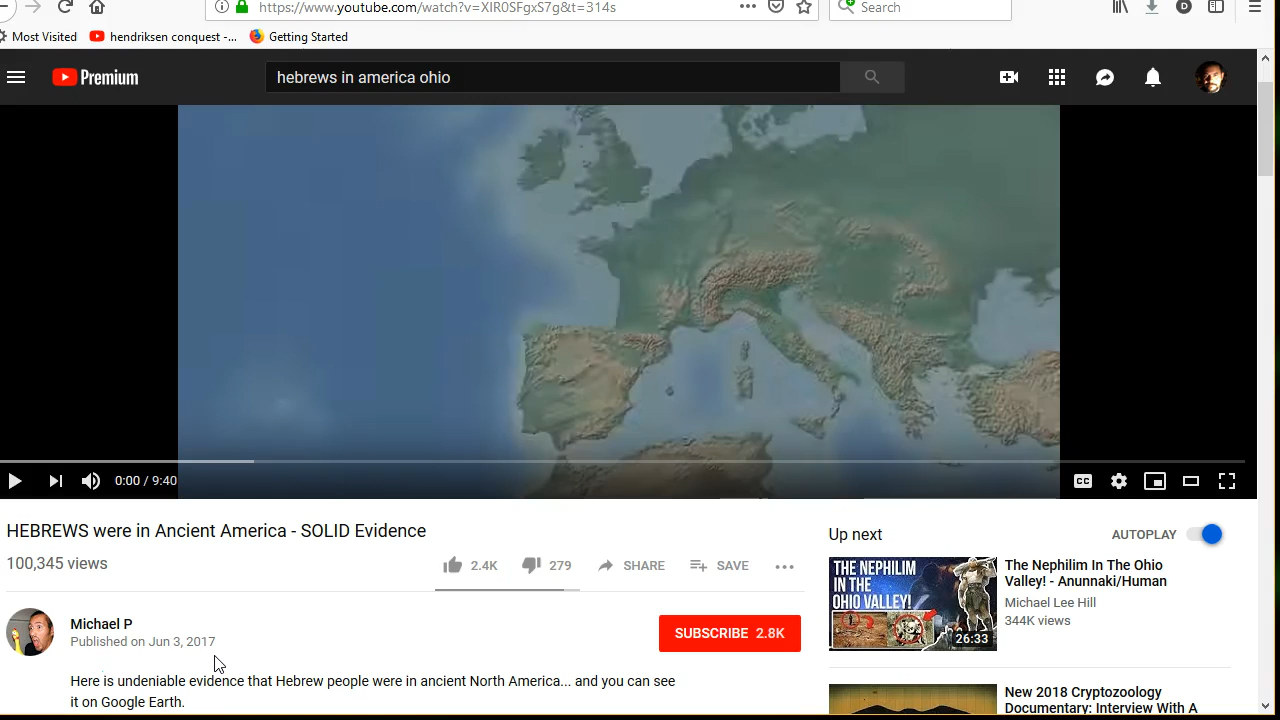 https://www.youtube.com/watch?v=XIR0SFgxS7g&t=314s
Search
Most Visited
hendriksen conquest -...
Getting Started
Premium
hebrews in america ohio
0:00 / 9:40
CC
HEBREWS were in Ancient America - SOLID Evidence
100,345 views
2.4K
279
SHARE
SAVE
Michael P
Published on Jun 3, 2017
SUBSCRIBE 2.8K
Here is undeniable evidence that Hebrew people were in ancient North America... and you can see
it on Google Earth.
Up next
AUTOPLAY
THE NEPHILIM
IN THE
OHIO VALLEY!
26:33
The Nephilim In The Ohio
Valley! - Anunnaki/Human
Michael Lee Hill
344K views
New 2018 Cryptozoology
Documentary: Interview With A